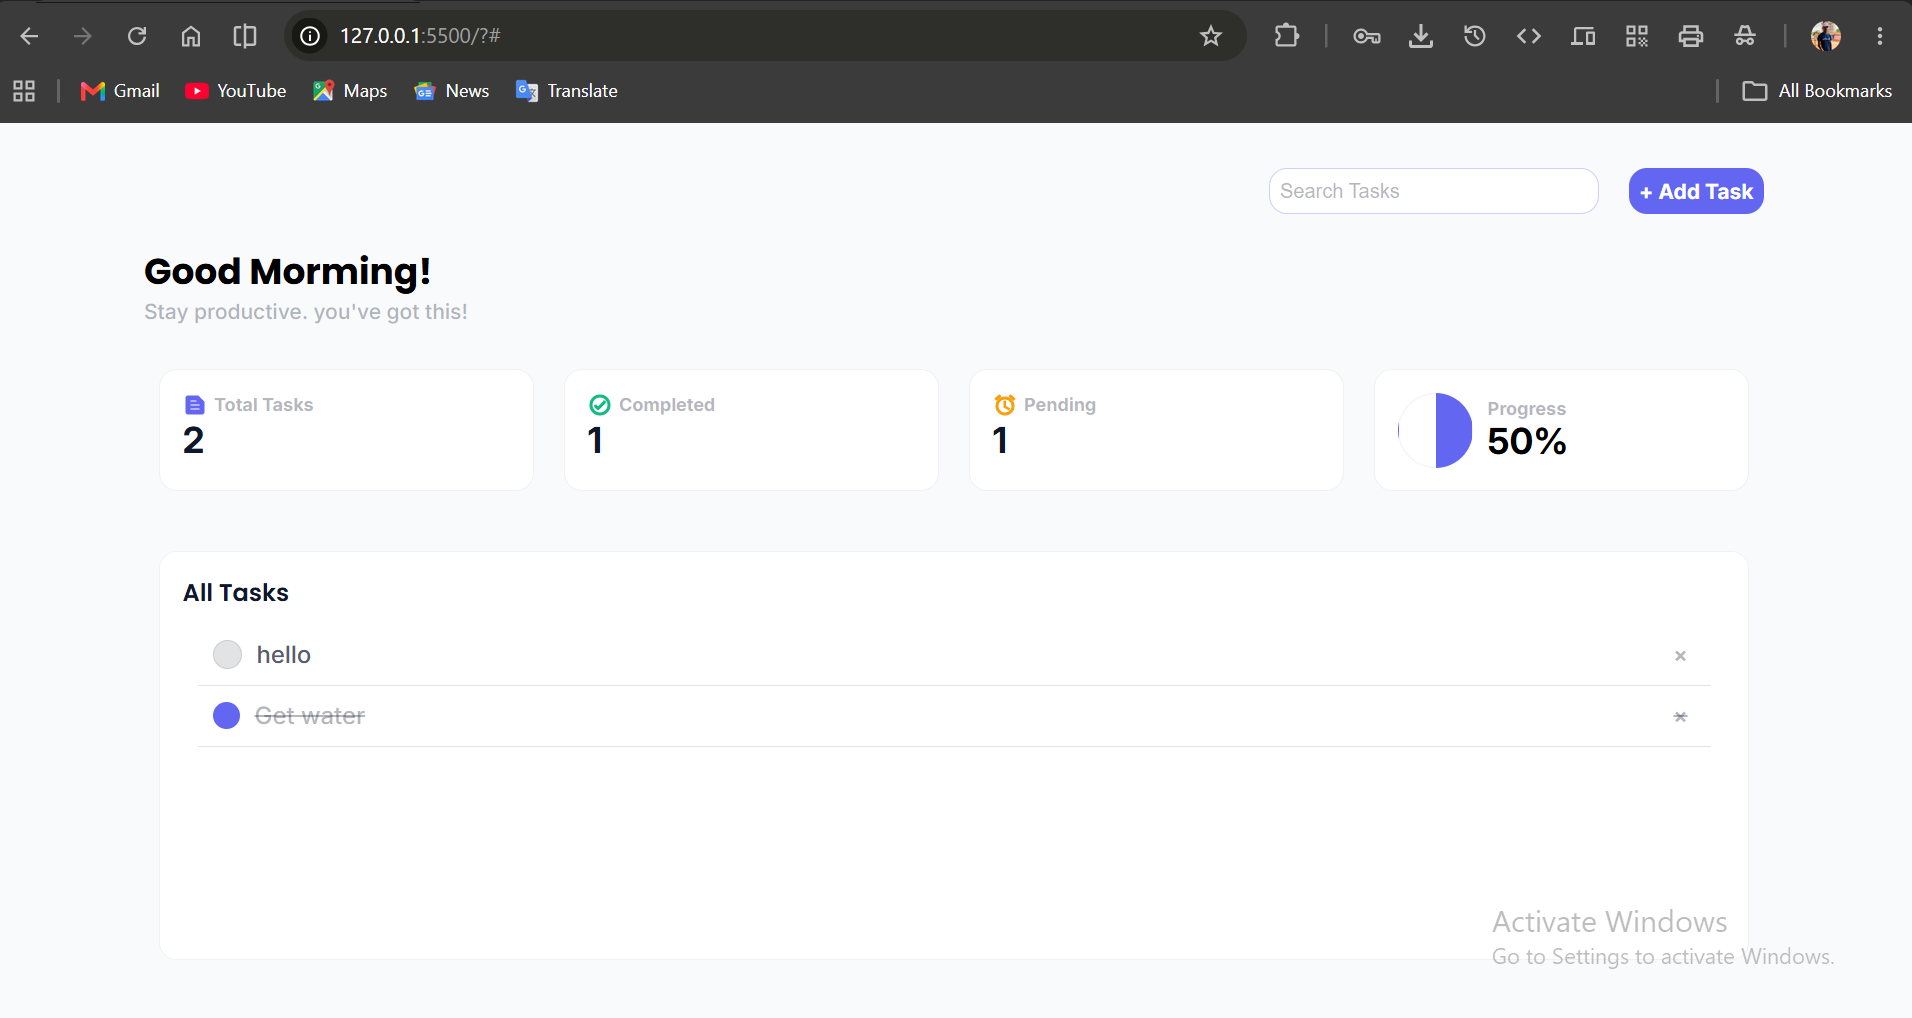 127.0.0.1:5500/?#
Gmail YouTube Maps News Translate All Bookmarks
Search Tasks + Add Task
Good Morming!
Stay productive. you've got this!
Total Tasks
2
Completed
1
Pending
1
Progress
50%
All Tasks
hello ×
Get water ×
Activate Windows
Go to Settings to activate Windows.